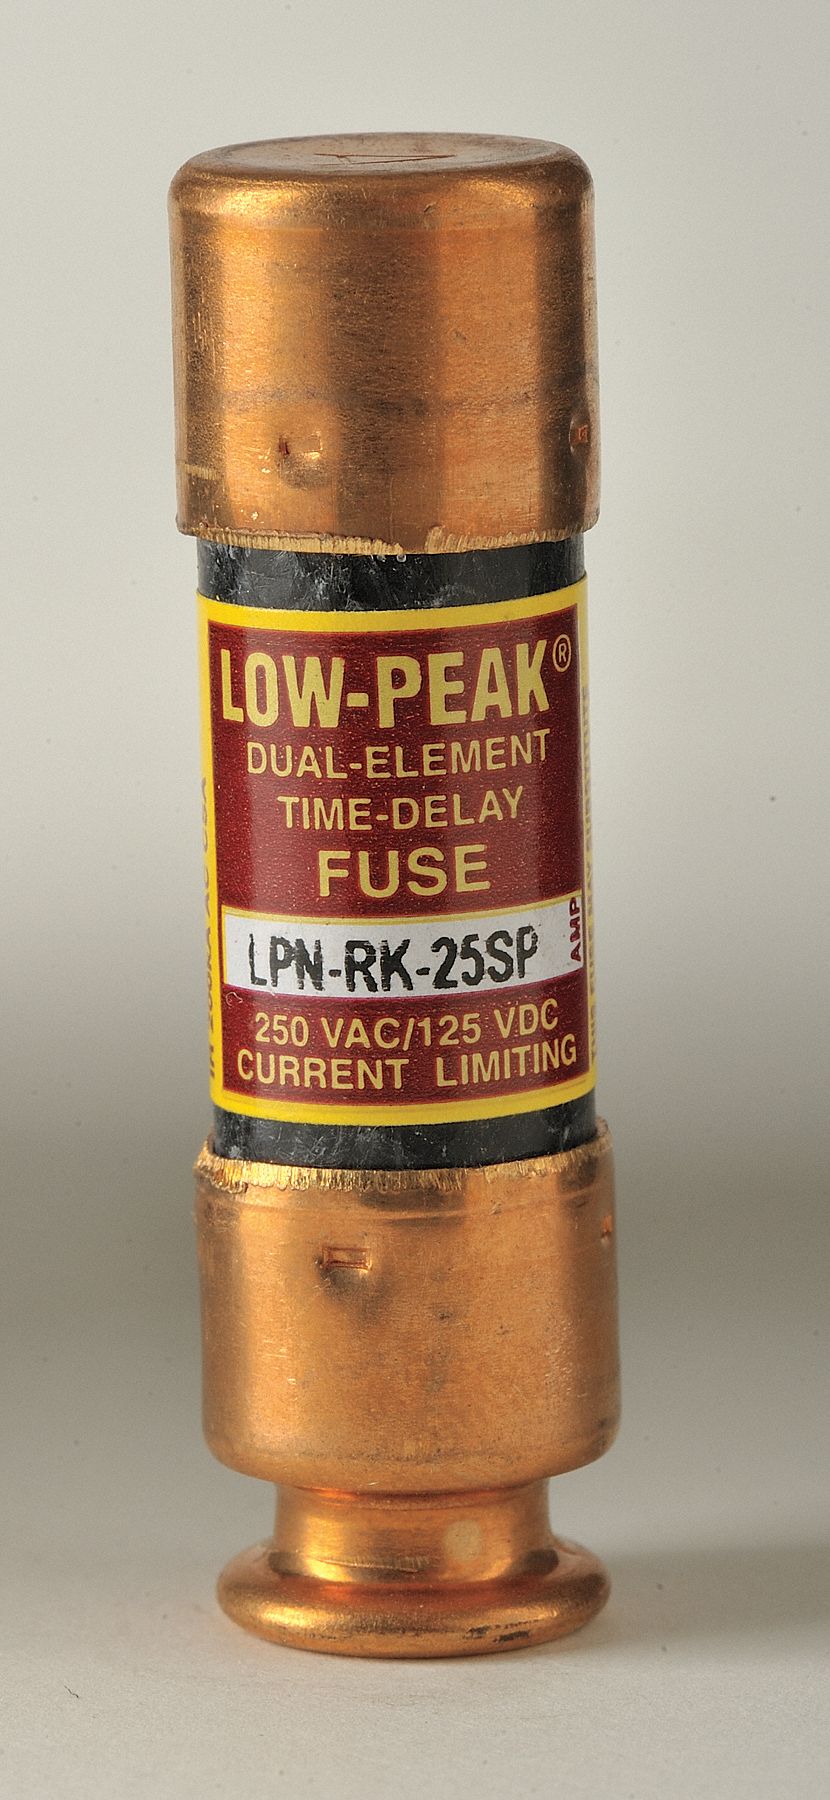 LOW-PEAK®
DUAL-ELEMENT
TIME-DELAY
FUSE
LPN-RK-25SP
AMP
250 VAC/125 VDC
CURRENT LIMITING